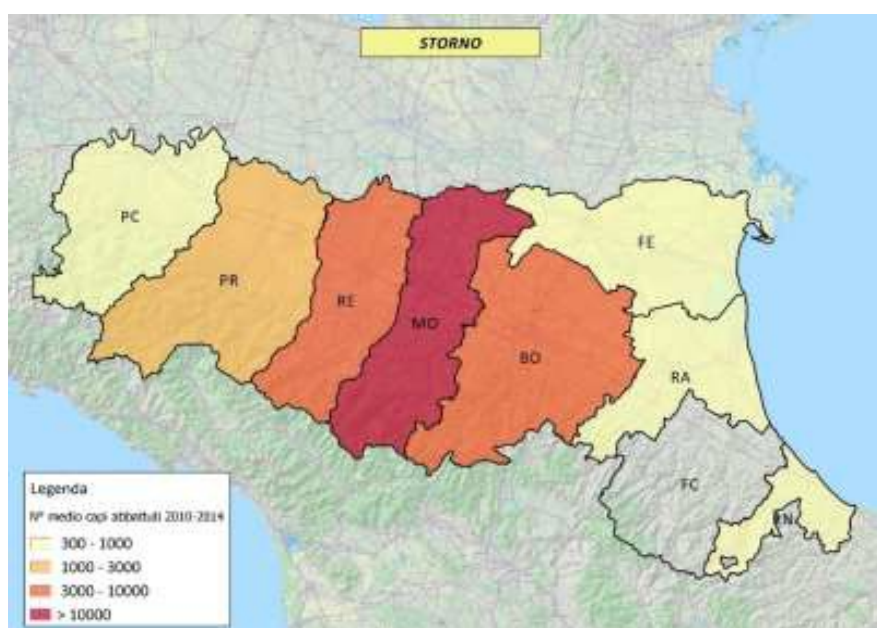 STORNO
PC
PR
RE
MO
BO
FE
RA
FC
RN
Legenda
N° medio capi abbattuti 2010-2014
300 - 1000
1000 - 3000
3000 - 10000
> 10000